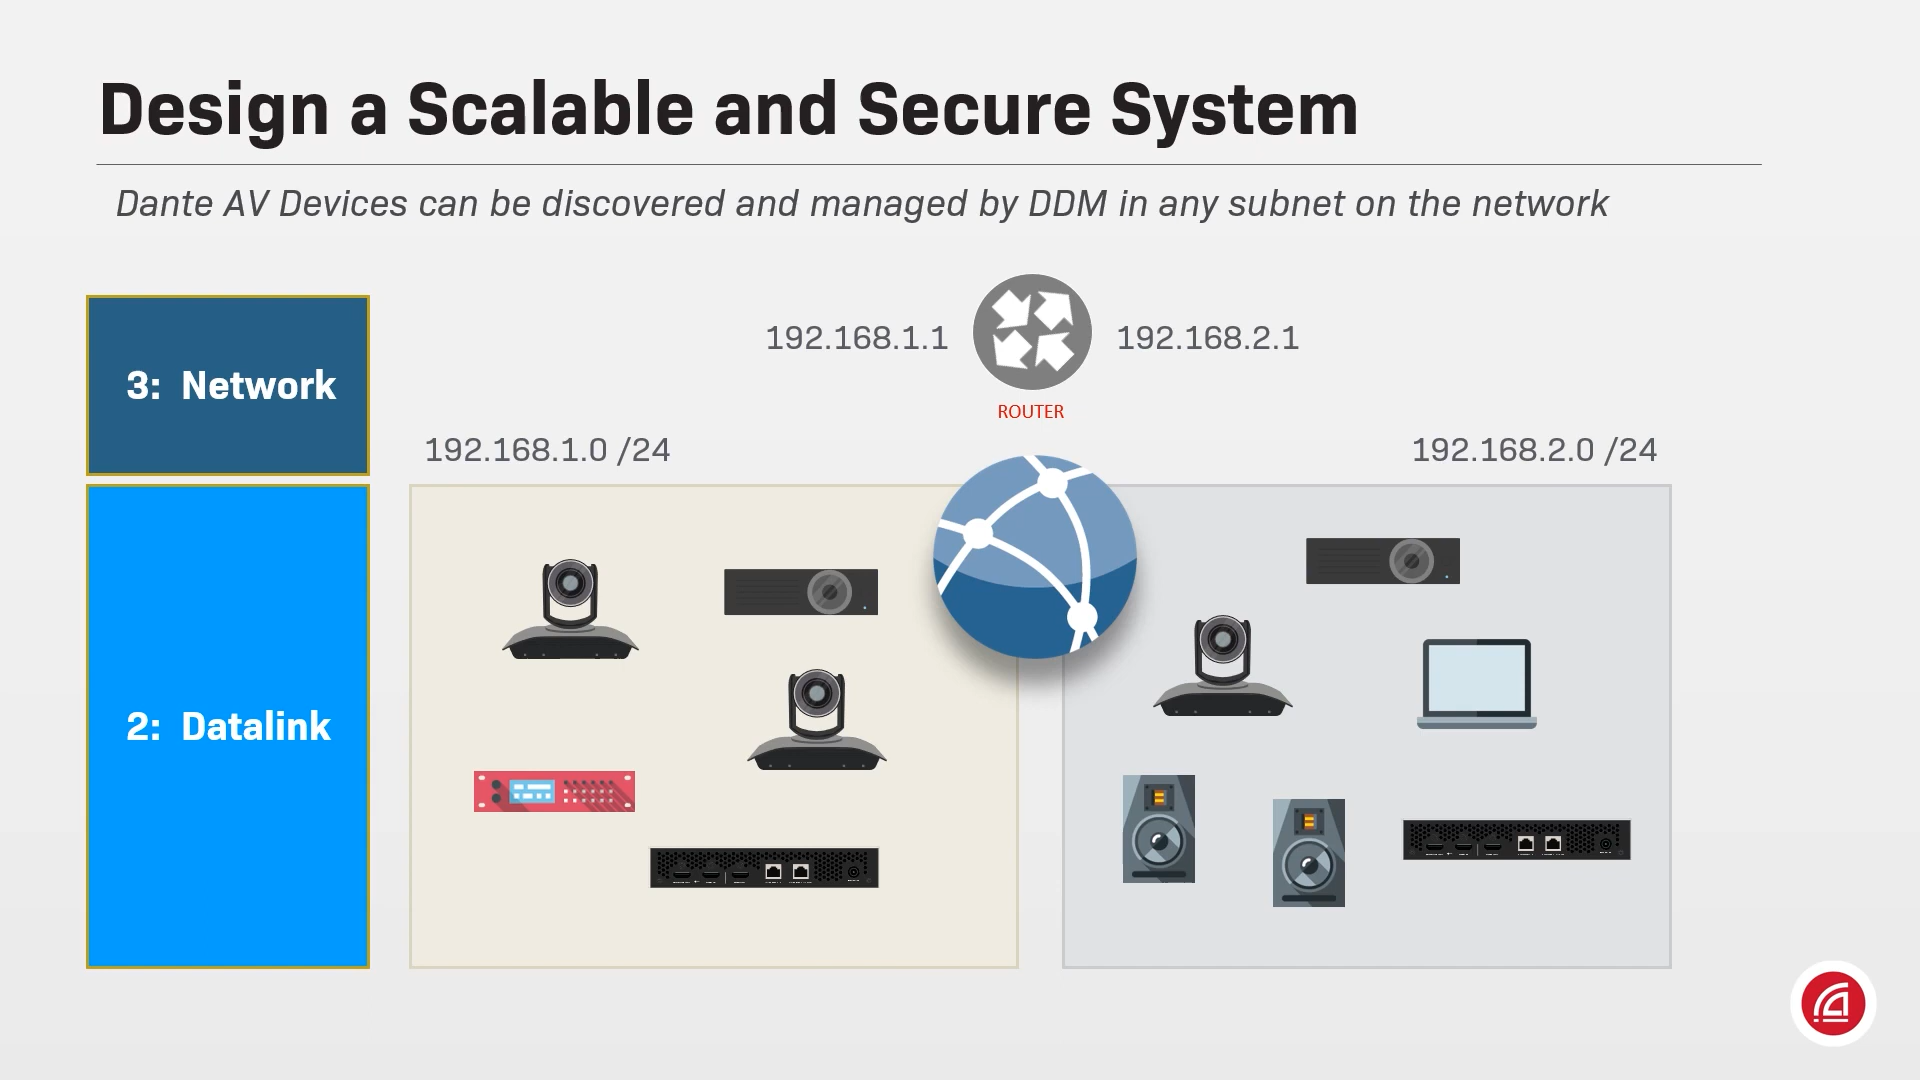 Design a Scalable and Secure System
Dante AV Devices can be discovered and managed by DDM in any subnet on the network
3: Network
192.168.1.1
192.168.2.1
ROUTER
192.168.1.0 /24
192.168.2.0 /24
2: Datalink